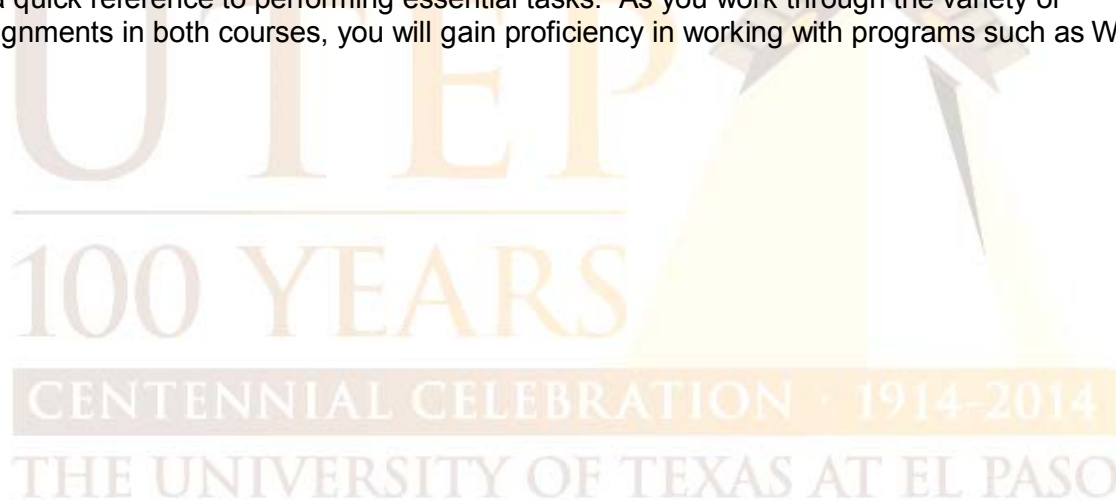 a quick reference to performing essential tasks. As you work through the variety of
ignments in both courses, you will gain proficiency in working with programs such as W
UTEP
100 YEARS
CENTENNIAL CELEBRATION · 1914-2014
THE UNIVERSITY OF TEXAS AT EL PASO